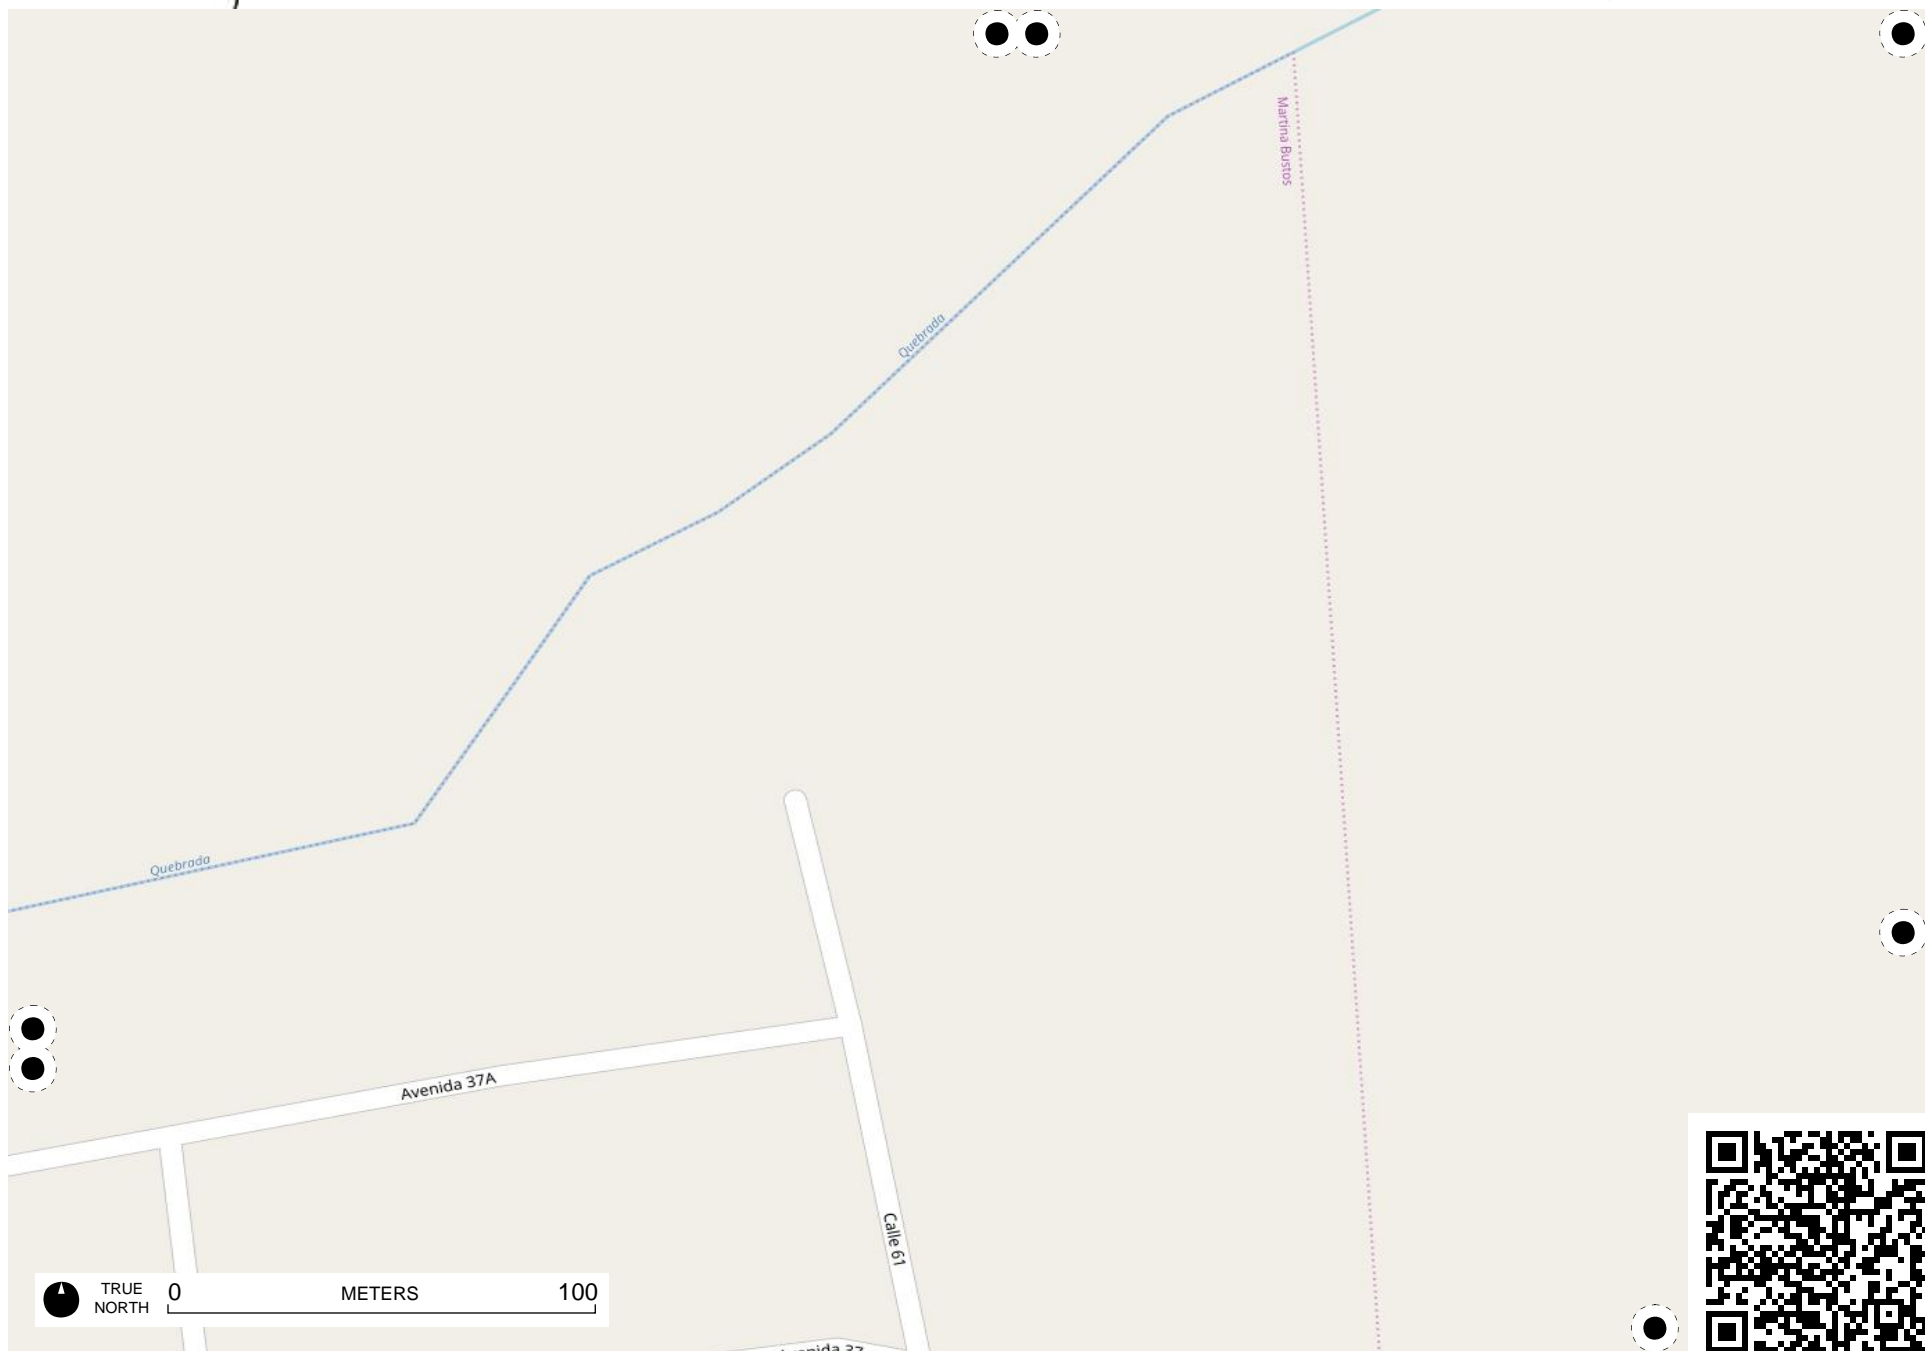 Martina Bustos
Quebrada
Quebrada
Avenida 37A
Calle 61
TRUE NORTH
0 METERS 100